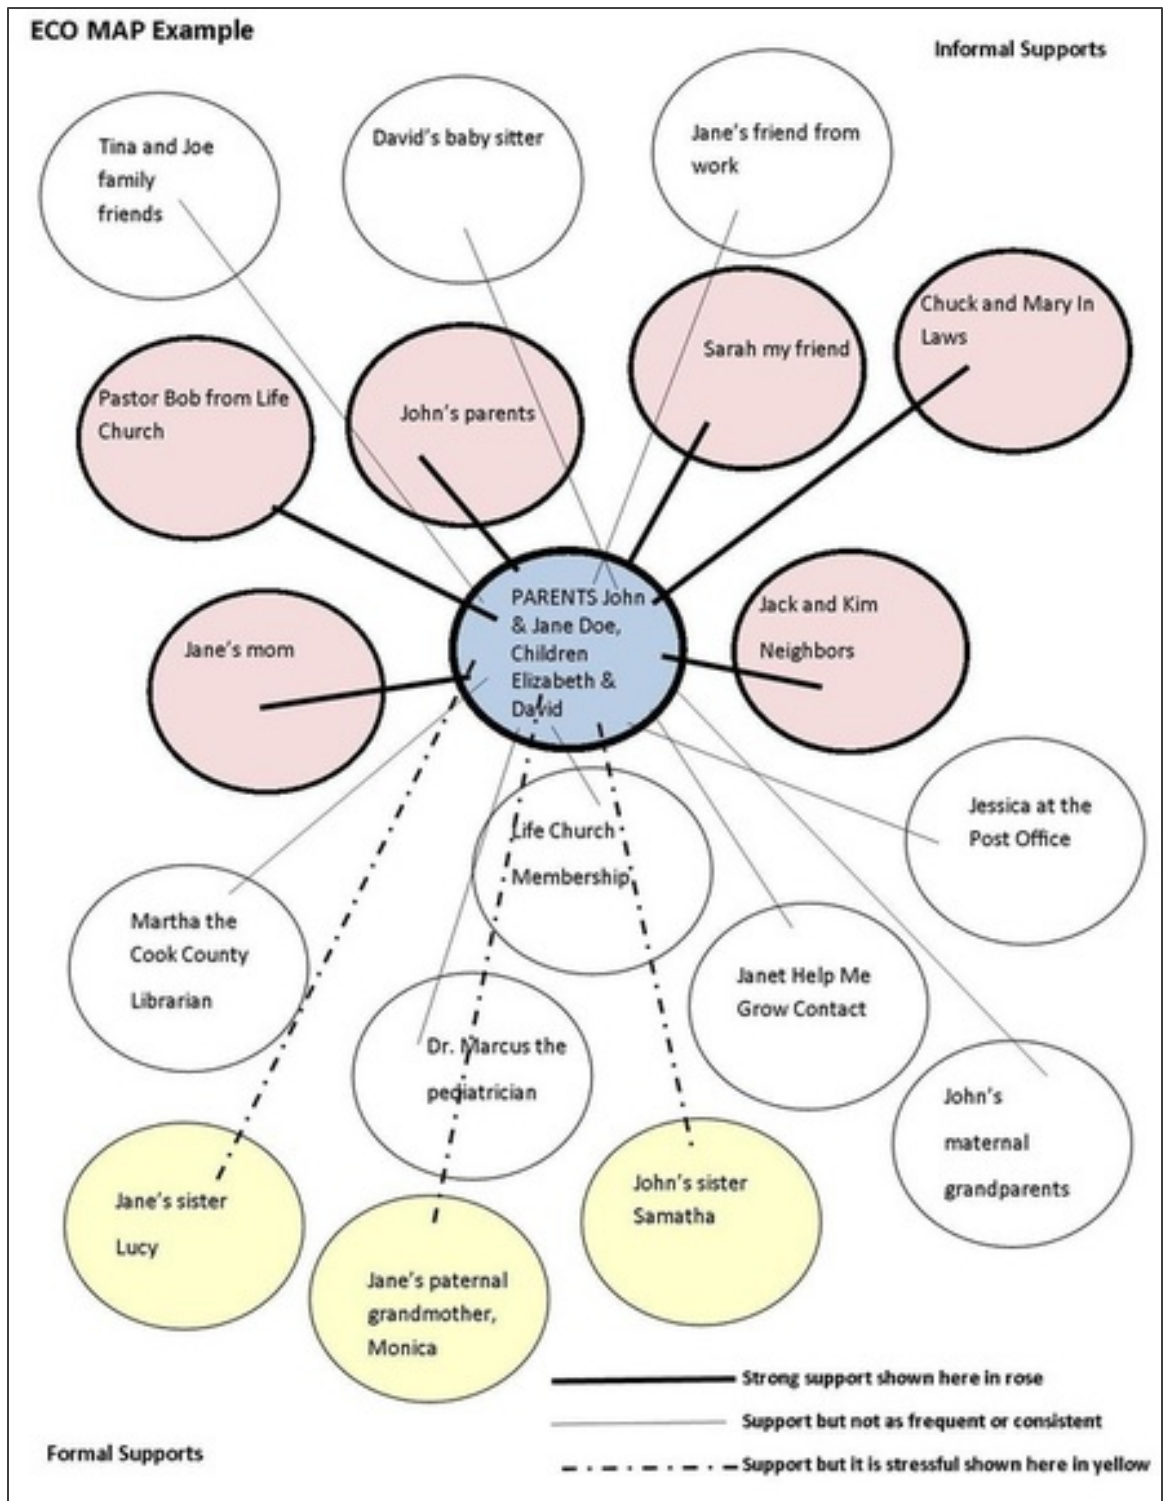 ECO MAP Example
Informal Supports
Tina and Joe
family
friends
David's baby sitter
Jane's friend from
work
Pastor Bob from Life
Church
John's parents
Sarah my friend
Chuck and Mary In
Laws
Jane's mom
PARENTS John
& Jane Doe,
Children
Elizabeth &
David
Jack and Kim
Neighbors
Martha the
Cook County
Librarian
Life Church
Membership
Jessica at the
Post Office
Dr. Marcus the
pediatrician
Janet Help Me
Grow Contact
John's
maternal
grandparents
Jane's sister
Lucy
Jane's paternal
grandmother,
Monica
John's sister
Samatha
Strong support shown here in rose
Support but not as frequent or consistent
Support but it is stressful shown here in yellow
Formal Supports